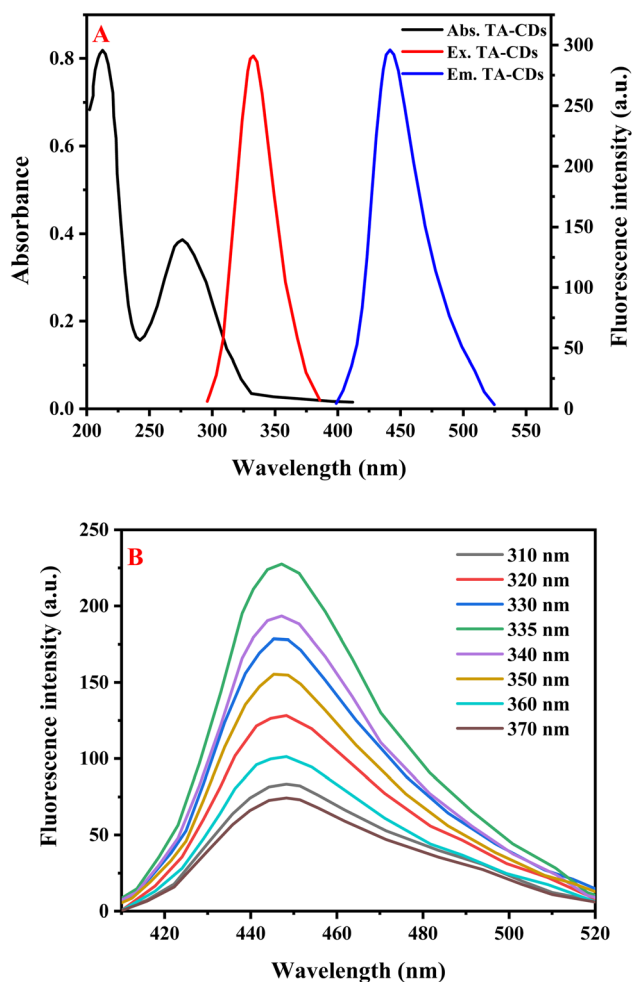 A
Abs. TA-CDs
Ex. TA-CDs
Em. TA-CDs
0.8
0.6
0.4
0.2
0.0
Absorbance
300
250
200
150
100
50
0
Fluorescence intensity (a.u.)
200 250 300 350 400 450 500 550
Wavelength (nm)
B
310 nm
320 nm
330 nm
335 nm
340 nm
350 nm
360 nm
370 nm
250
200
150
100
50
0
Fluorescence intensity (a.u.)
420 440 460 480 500 520
Wavelength (nm)